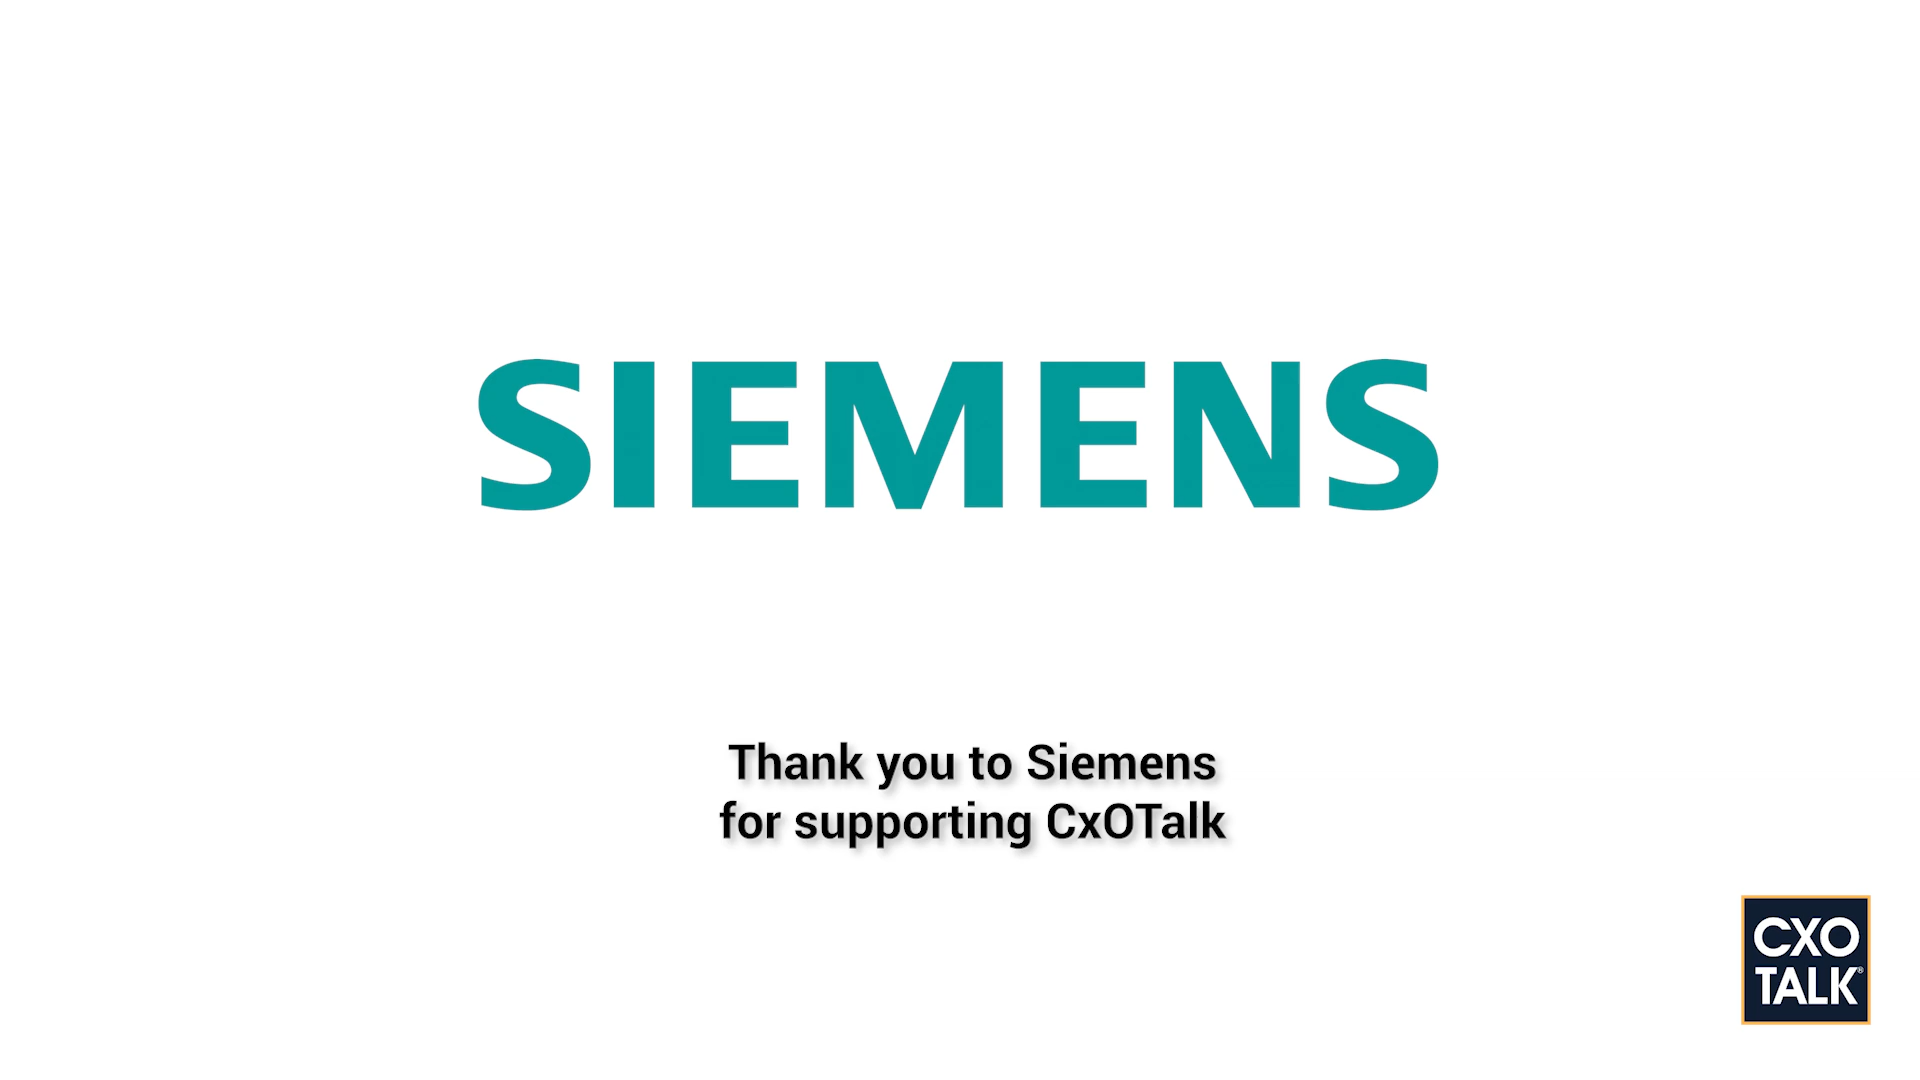 SIEMENS
Thank you to Siemens
for supporting CxOTalk
CXO
TALK®